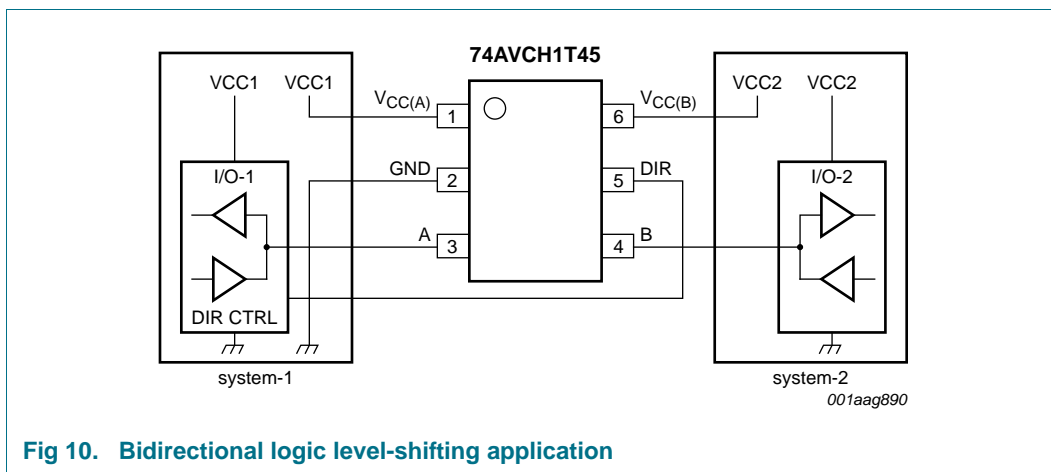 74AVCH1T45
VCC1 VCC1 VCC(A) VCC(B) VCC2 VCC2
1 6
I/O-1 GND DIR I/O-2
2 5
A B
3 4
DIR CTRL
system-1 system-2
001aag890
Fig 10. Bidirectional logic level-shifting application